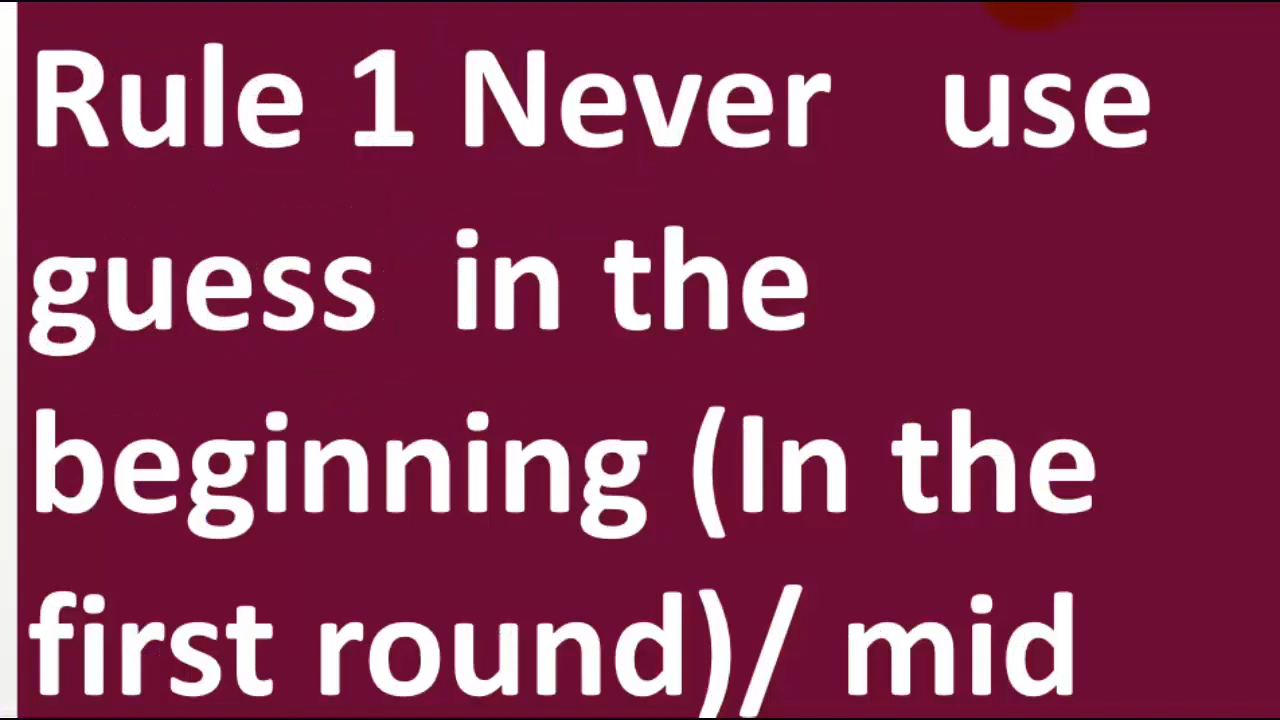 Rule 1 Never use
guess in the
beginning (In the
first round)/ mid